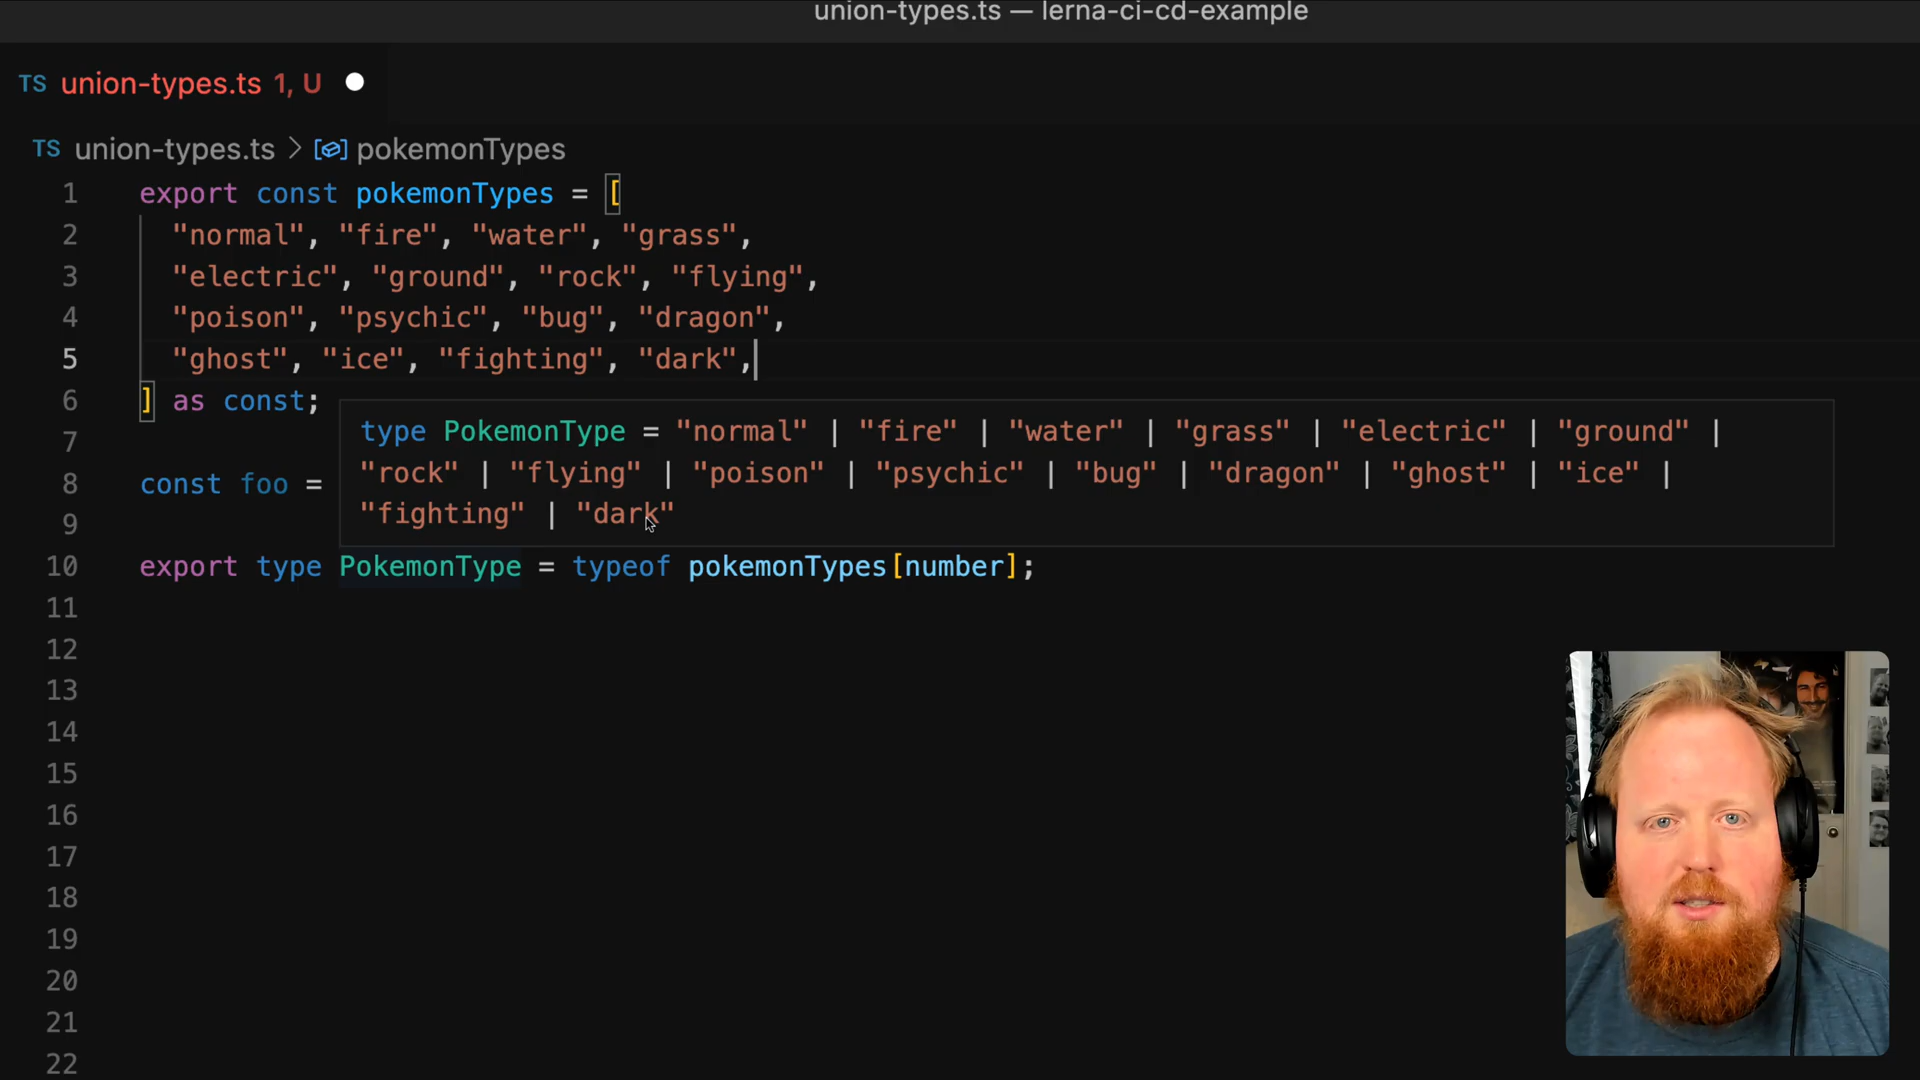 union-types.ts — lerna-ci-cd-example
TS union-types.ts 1, U
TS union-types.ts > pokemonTypes
1 export const pokemonTypes = [
2 "normal", "fire", "water", "grass",
3 "electric", "ground", "rock", "flying",
4 "poison", "psychic", "bug", "dragon",
5 "ghost", "ice", "fighting", "dark",
6 ] as const;
type PokemonType = "normal" | "fire" | "water" | "grass" | "electric" | "ground" |
7
"rock" | "flying" | "poison" | "psychic" | "bug" | "dragon" | "ghost" | "ice" |
8 const foo =
"fighting" | "dark"
9
10 export type PokemonType = typeof pokemonTypes[number];
11
12
13
14
15
16
17
18
19
20
21
22